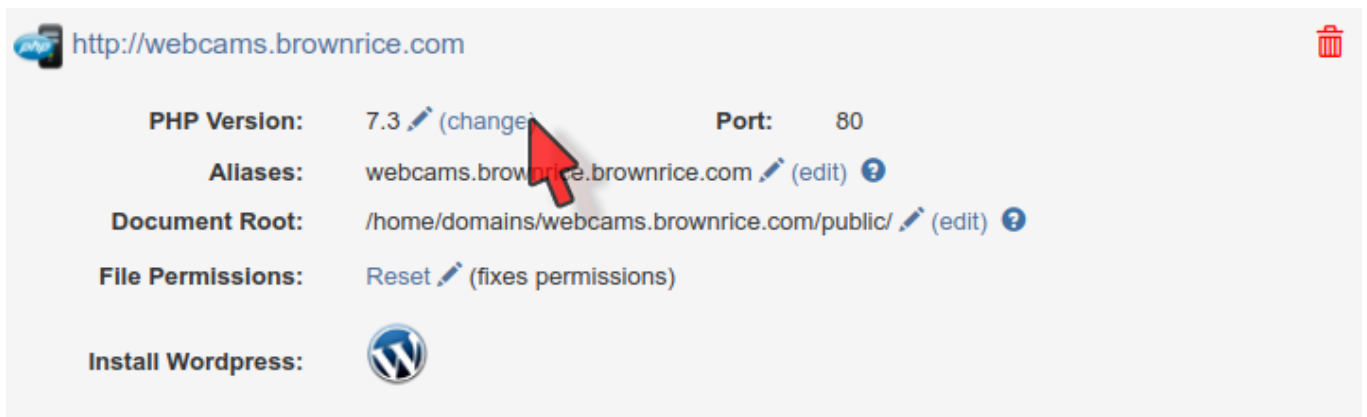 php http://webcams.brownrice.com
PHP Version: 7.3 (change) Port: 80
Aliases: webcams.brownrice.brownrice.com (edit) ?
Document Root: /home/domains/webcams.brownrice.com/public/ (edit) ?
File Permissions: Reset (fixes permissions)
Install Wordpress: W